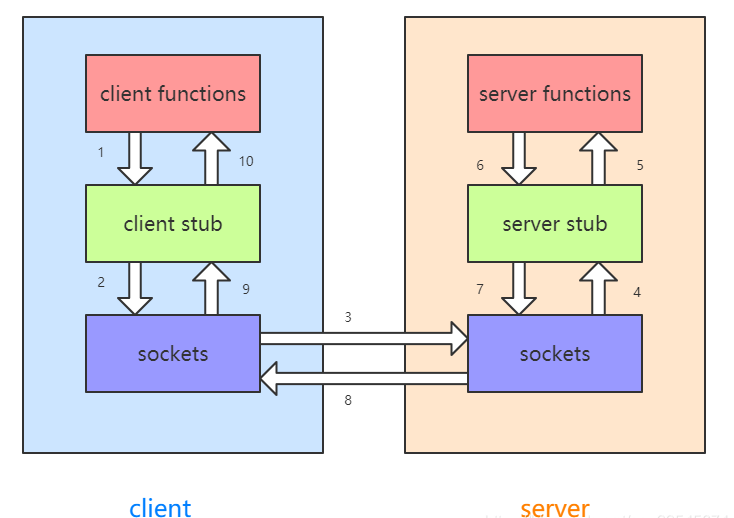 client functions
server functions
1
10
6
5
client stub
server stub
2
9
7
4
3
sockets
sockets
8
client
server